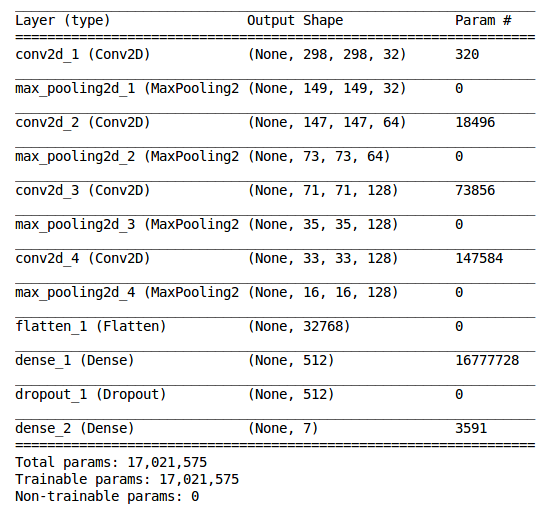 Layer (type) Output Shape Param #
conv2d_1 (Conv2D) (None, 298, 298, 32) 320
max_pooling2d_1 (MaxPooling2 (None, 149, 149, 32) 0
conv2d_2 (Conv2D) (None, 147, 147, 64) 18496
max_pooling2d_2 (MaxPooling2 (None, 73, 73, 64) 0
conv2d_3 (Conv2D) (None, 71, 71, 128) 73856
max_pooling2d_3 (MaxPooling2 (None, 35, 35, 128) 0
conv2d_4 (Conv2D) (None, 33, 33, 128) 147584
max_pooling2d_4 (MaxPooling2 (None, 16, 16, 128) 0
flatten_1 (Flatten) (None, 32768) 0
dense_1 (Dense) (None, 512) 16777728
dropout_1 (Dropout) (None, 512) 0
dense_2 (Dense) (None, 7) 3591
Total params: 17,021,575
Trainable params: 17,021,575
Non-trainable params: 0